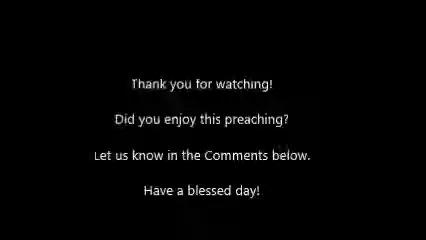 Thank you for watching!
Did you enjoy this preaching?
Let us know in the Comments below.
Have a blessed day!